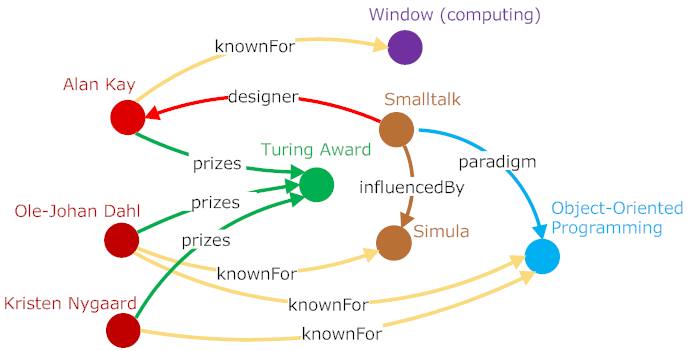 Window (computing)
knownFor
Alan Kay
designer
Smalltalk
Turing Award
prizes
paradigm
influencedBy
prizes
Ole-Johan Dahl
Object-Oriented
Programming
prizes
Simula
knownFor
Kristen Nygaard
knownFor
knownFor